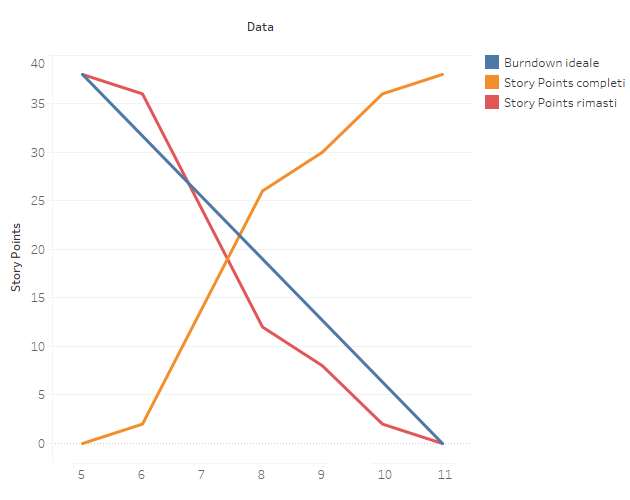 Data
Burndown ideale
Story Points completi
Story Points rimasti
Story Points
40
35
30
25
20
15
10
5
0
5 6 7 8 9 10 11